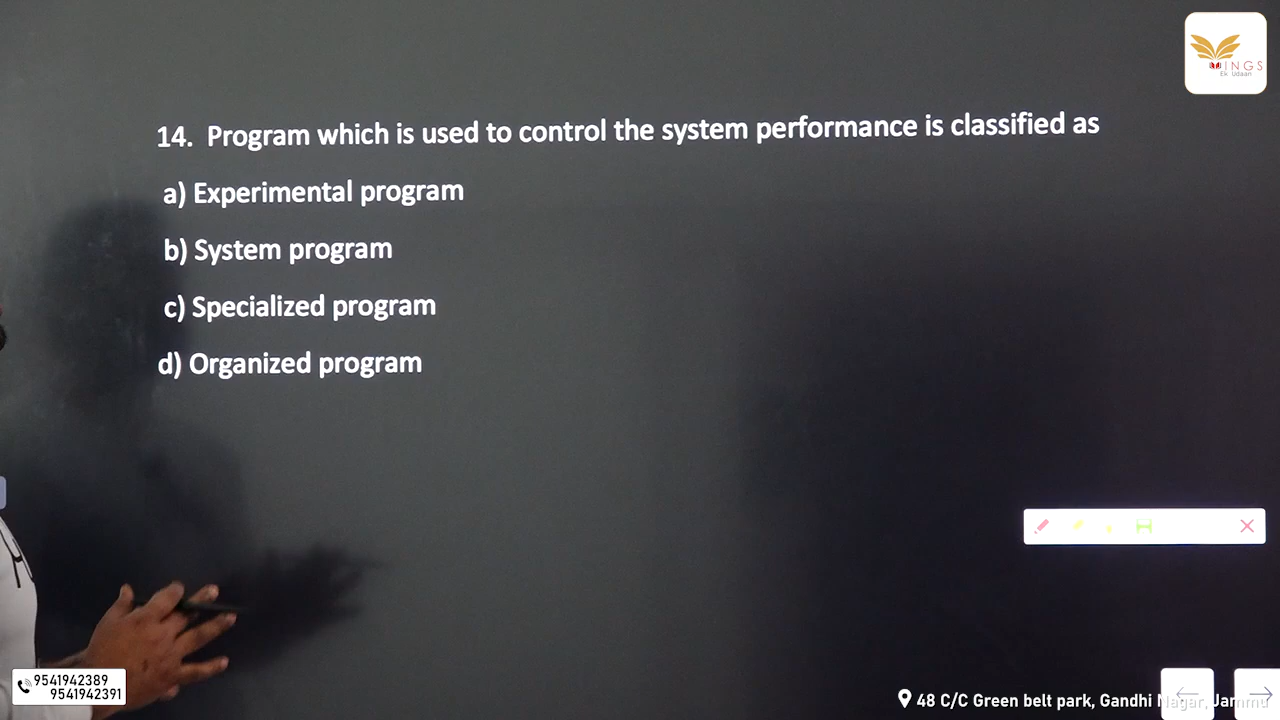 WINGS
Ek Udaan
14. Program which is used to control the system performance is classified as
a) Experimental program
b) System program
c) Specialized program
d) Organized program
9541942389
9541942391
48 C/C Green belt park, Gandhi Nagar, Jammu